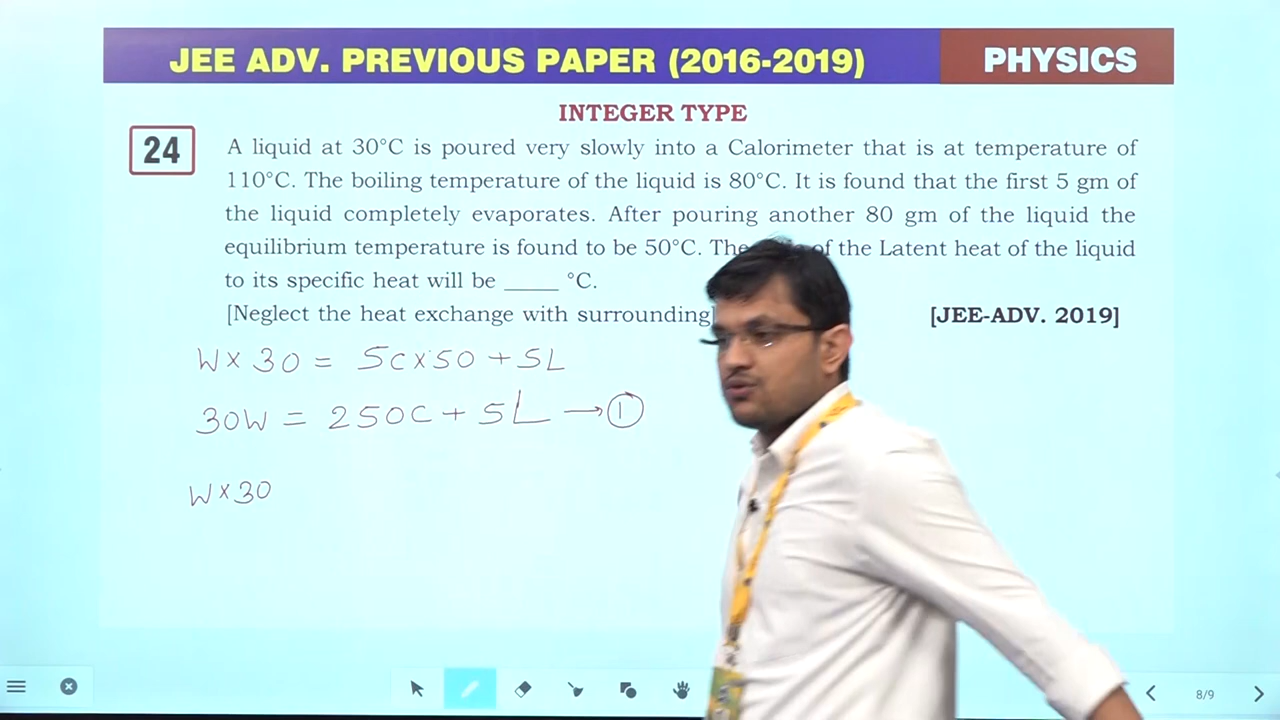 JEE ADV. PREVIOUS PAPER (2016-2019) PHYSICS
INTEGER TYPE
24
A liquid at 30°C is poured very slowly into a Calorimeter that is at temperature of
110°C. The boiling temperature of the liquid is 80°C. It is found that the first 5 gm of
the liquid completely evaporates. After pouring another 80 gm of the liquid the
equilibrium temperature is found to be 50°C. The of the Latent heat of the liquid
to its specific heat will be _____ °C.
[Neglect the heat exchange with surrounding] [JEE-ADV. 2019]
W×30 = 5C×50+5L
30W = 250C+5L→①
W×30
8/9